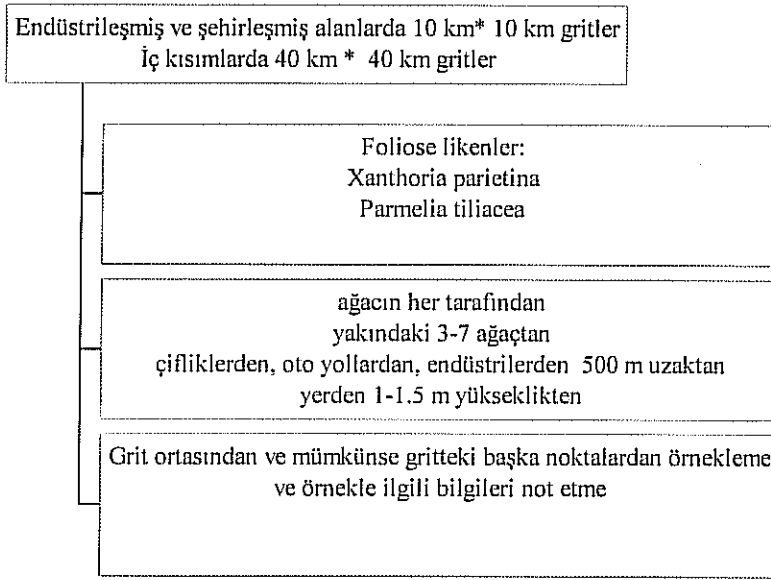 Endüstrileşmiş ve şehirleşmiş alanlarda 10 km* 10 km gritler
İç kısımlarda 40 km * 40 km gritler
Foliose likenler:
Xanthoria parietina
Parmelia tiliacea
ağacın her tarafından
yakındaki 3-7 ağaçtan
çifliklerden, oto yollardan, endüstrilerden 500 m uzaktan
yerden 1-1.5 m yükseklikten
Grit ortasından ve mümkünse gritteki başka noktalardan örnekleme
ve örnekle ilgili bilgileri not etme